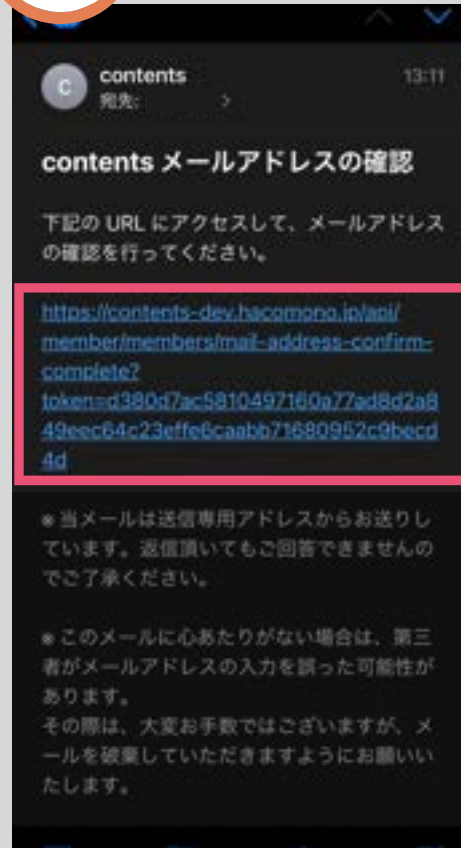 C
contents
13:11
宛先:
contents メールアドレスの確認
下記の URL にアクセスして、メールアドレス
の確認を行ってください。
https://contents-dev.hacomono.jp/api/
member/members/mail-address-confirm-
complete?
token=d380d7ac5810497160a77ad8d2a8
49eec64c23effe6caabb71680952c9becd
4d
※ 当メールは送信専用アドレスからお送りし
ています。返信頂いてもご回答できませんの
でご了承ください。
※ このメールに心あたりがない場合は、第三
者がメールアドレスの入力を誤った可能性が
あります。
その際は、大変お手数ではございますが、メ
ールを破棄していただきますようにお願いい
たします。